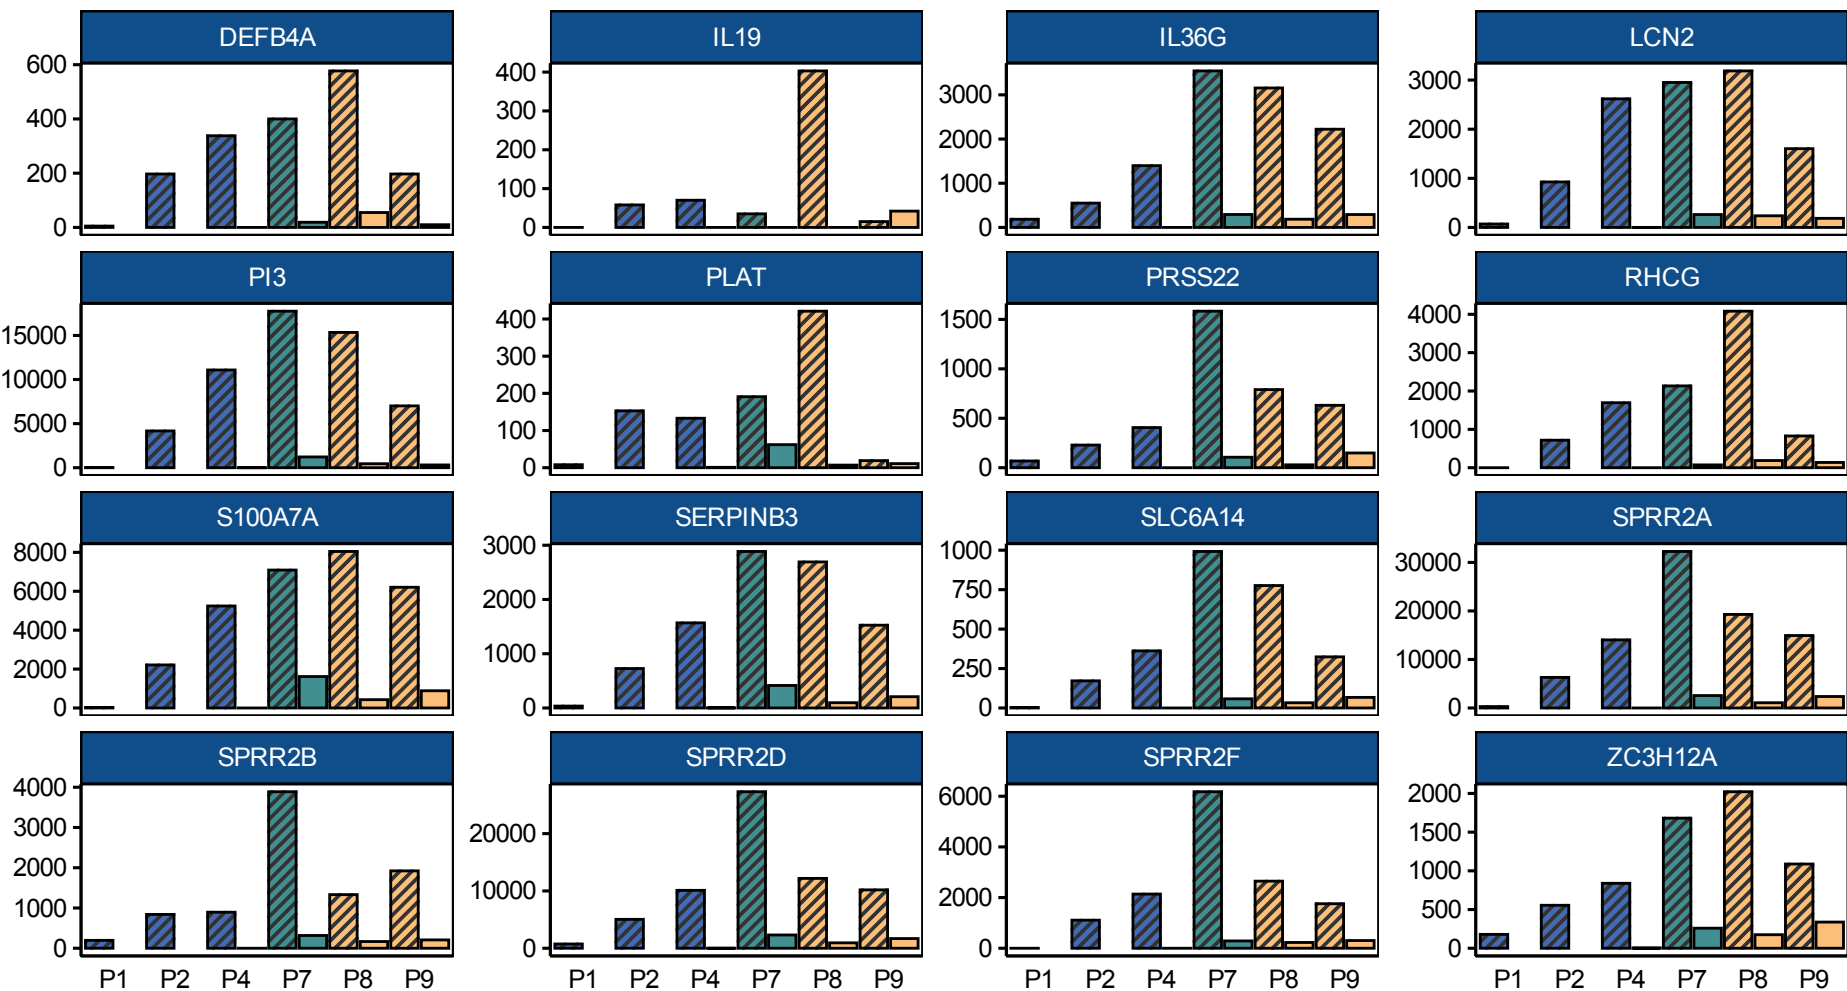 DEFB4A IL19 IL36G LCN2
600 400 200 0
400 300 200 100 0
3000 2000 1000 0
3000 2000 1000 0
PI3 PLAT PRSS22 RHCG
15000 10000 5000 0
400 300 200 100 0
1500 1000 500 0
4000 3000 2000 1000 0
S100A7A SERPINB3 SLC6A14 SPRR2A
8000 6000 4000 2000 0
3000 2000 1000 0
1000 750 500 250 0
30000 20000 10000 0
SPRR2B SPRR2D SPRR2F ZC3H12A
4000 3000 2000 1000 0
20000 10000 0
6000 4000 2000 0
2000 1500 1000 500 0
P1 P2 P4 P7 P8 P9 P1 P2 P4 P7 P8 P9 P1 P2 P4 P7 P8 P9 P1 P2 P4 P7 P8 P9